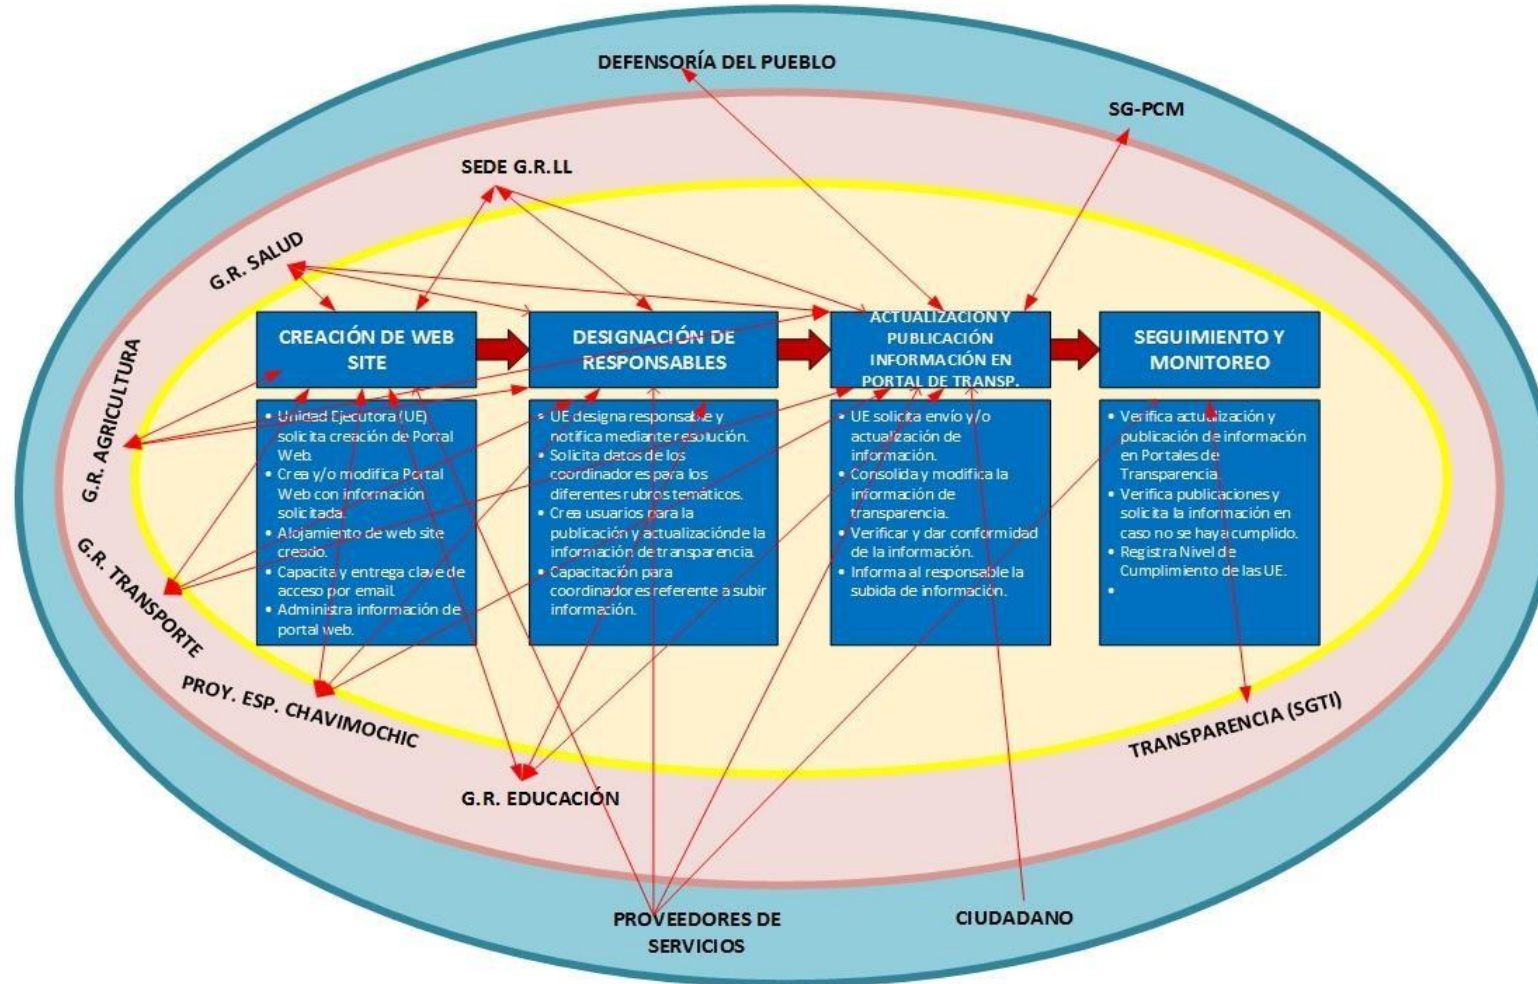 DEFENSORÍA DEL PUEBLO
SG-PCM
SEDE G.R.LL
G.R. SALUD
G.R. AGRICULTURA
G.R. TRANSPORTE
PROY. ESP. CHAVIMOCHIC
G.R. EDUCACIÓN
TRANSPARENCIA (SGTI)
PROVEEDORES DE
SERVICIOS
CIUDADANO
CREACIÓN DE WEB
SITE
• Unidad Ejecutora (UE)
solicita creación de Portal
Web.
• Crea y/o modifica Portal
Web con información
solicitada.
• Alojamiento de web site
creado.
• Capacita y entrega clave de
acceso por email.
• Administra información de
portal web.
DESIGNACIÓN DE
RESPONSABLES
• UE designa responsable y
notifica mediante resolución.
• Solicita datos de los
coordinadores para los
diferentes rubros temáticos.
• Crea usuarios para la
publicación y actualizaciónde la
información de transparencia.
• Capacitación para
coordinadores referente a subir
información.
ACTUALIZACIÓN Y
PUBLICACIÓN
INFORMACIÓN EN
PORTAL DE TRANSP.
• UE solicita envío y/o
actualización de
información.
• Consolida y modifica la
información de
transparencia.
• Verificar y dar conformidad
de la información.
• Informa al responsable la
subida de información.
SEGUIMIENTO Y
MONITOREO
• Verifica actualización y
publicación de información
en Portales de
Transparencia.
• Verifica publicaciones y
solicita la información en
caso no se haya cumplido.
• Registra Nivel de
Cumplimiento de las UE.
•